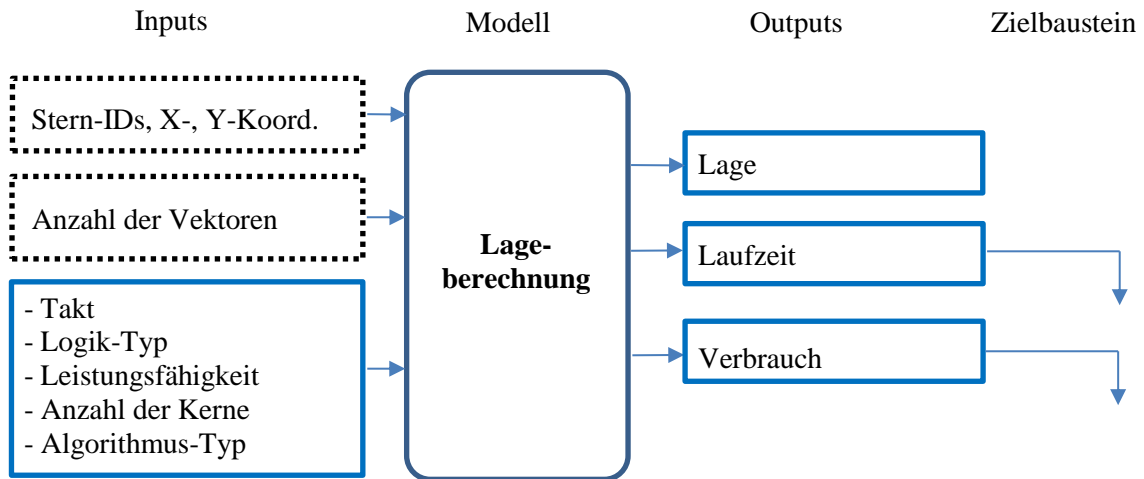 Inputs
Modell
Outputs
Zielbaustein
Stern-IDs, X-, Y-Koord.
Anzahl der Vektoren
- Takt
- Logik-Typ
- Leistungsfähigkeit
- Anzahl der Kerne
- Algorithmus-Typ
Lage-
berechnung
Lage
Laufzeit
Verbrauch